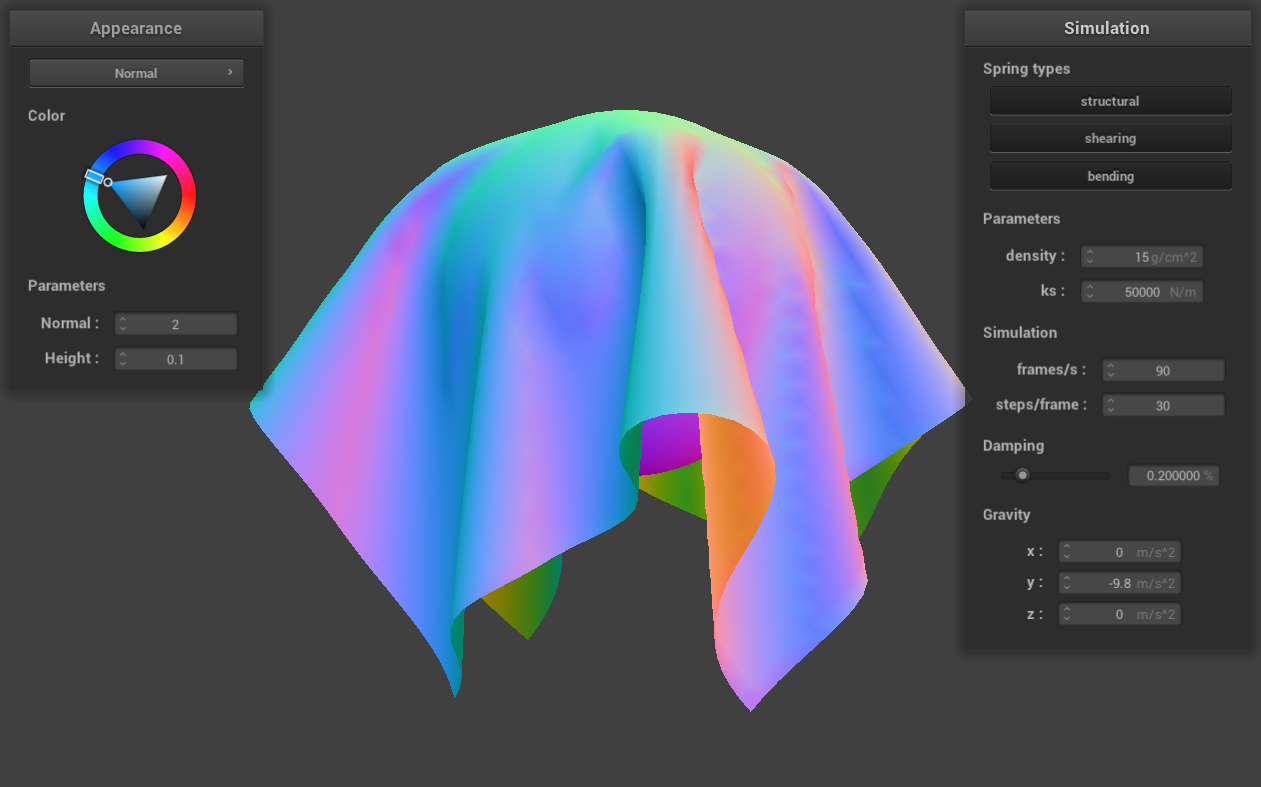 Appearance
Normal
Color
Parameters
Normal : 2
Height : 0.1
Simulation
Spring types
structural
shearing
bending
Parameters
density : 15 g/cm^2
ks : 50000 N/m
Simulation
frames/s : 90
steps/frame : 30
Damping
0.200000 %
Gravity
x : 0 m/s^2
y : -9.8 m/s^2
z : 0 m/s^2